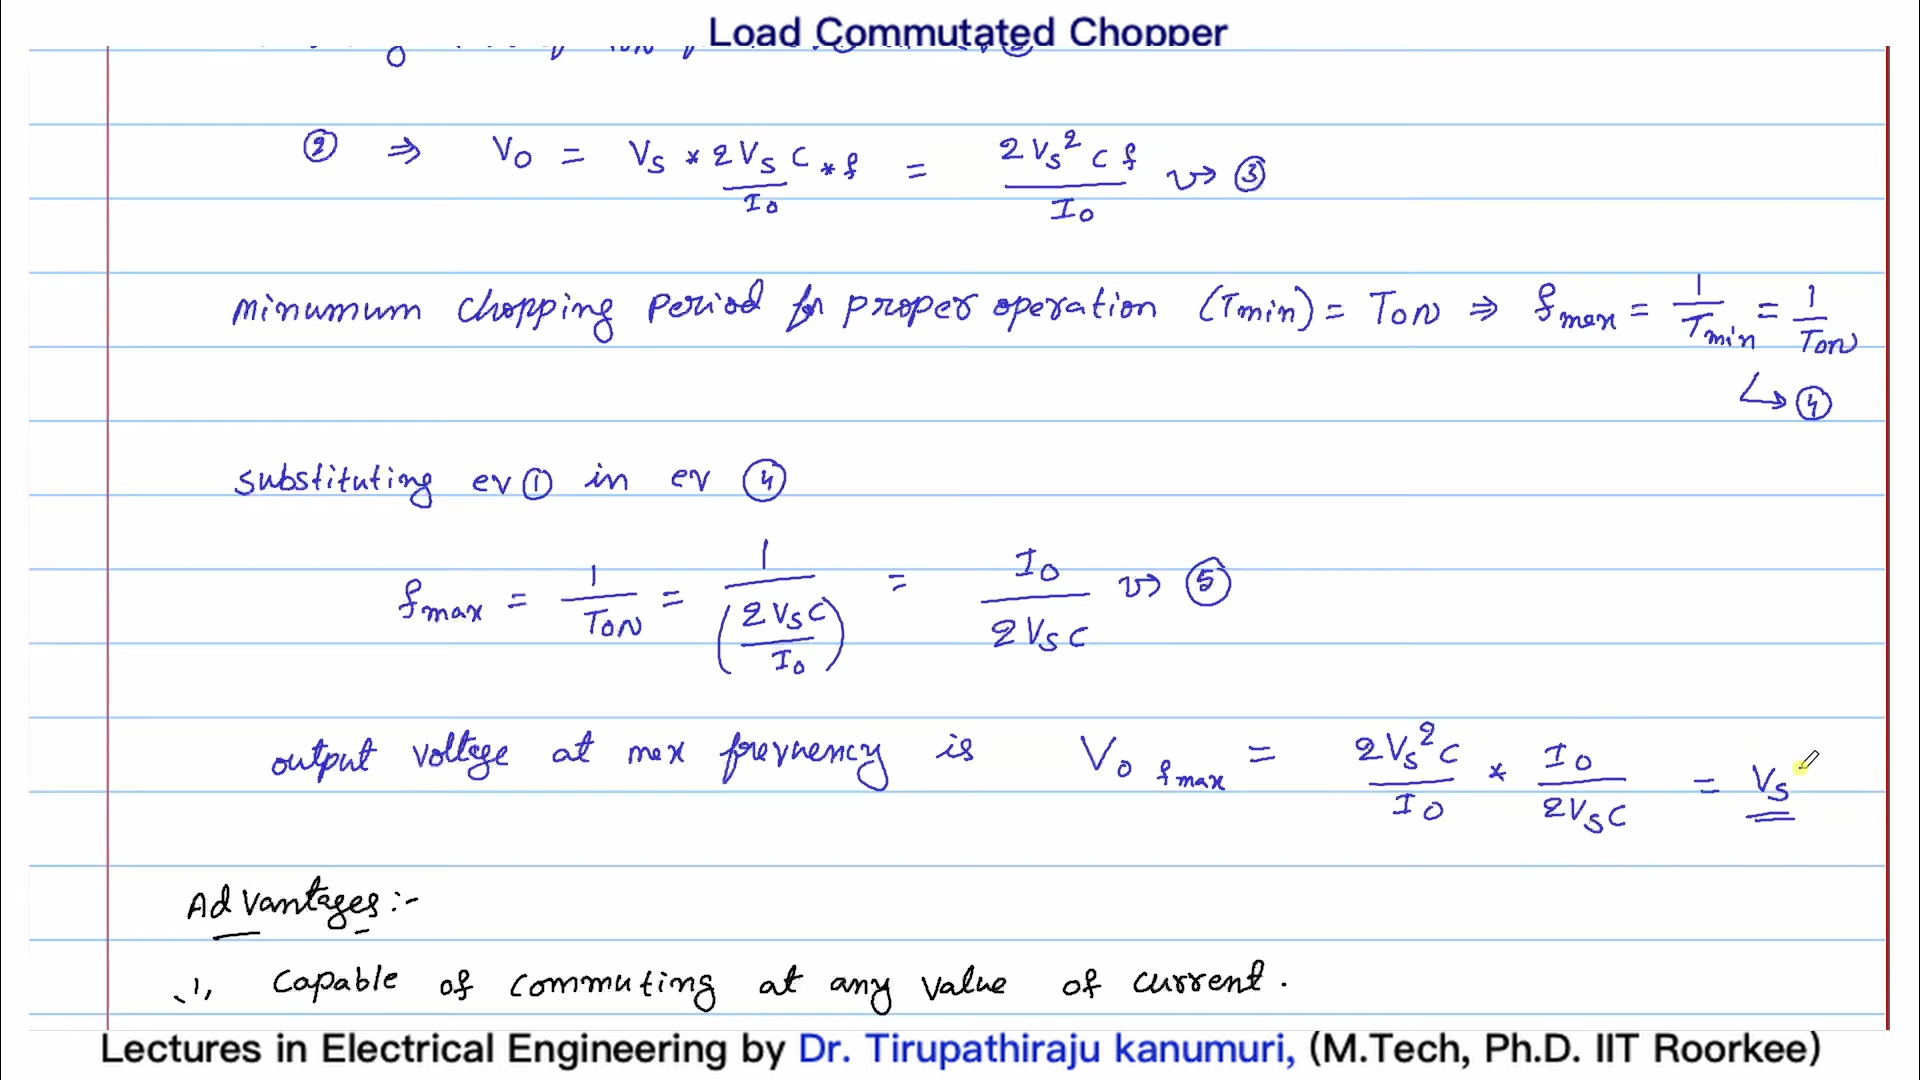 Load Commutated Chopper
② ⇒ Vo = Vs * 2VsC/Io * f = 2Vs²Cf/Io → ③
minumum chopping period for proper operation (Tmin) = TON ⇒ fmax = 1/Tmin = 1/TON
↳ ④
substituting eq ① in eq ④
fmax = 1/TON = 1/(2VsC/Io) = Io/2VsC → ⑤
output voltage at max frequency is Vo fmax = 2Vs²C/Io * Io/2VsC = Vs
Advantages:-
1, Capable of commuting at any value of current.
Lectures in Electrical Engineering by Dr. Tirupathiraju kanumuri, (M.Tech, Ph.D. IIT Roorkee)